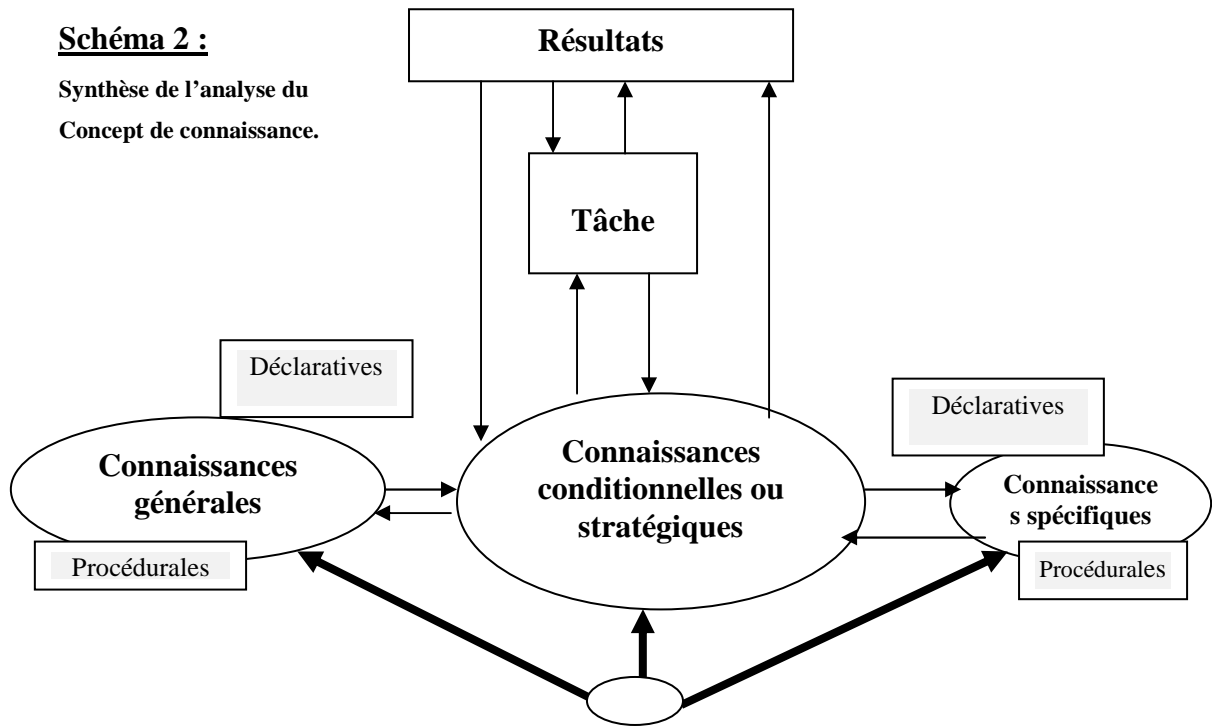 Schéma 2 :
Synthèse de l’analyse du
Concept de connaissance.
Résultats
Tâche
Déclaratives
Connaissances
générales
Procédurales
Connaissances
conditionnelles ou
stratégiques
Déclaratives
Connaissance
s spécifiques
Procédurales